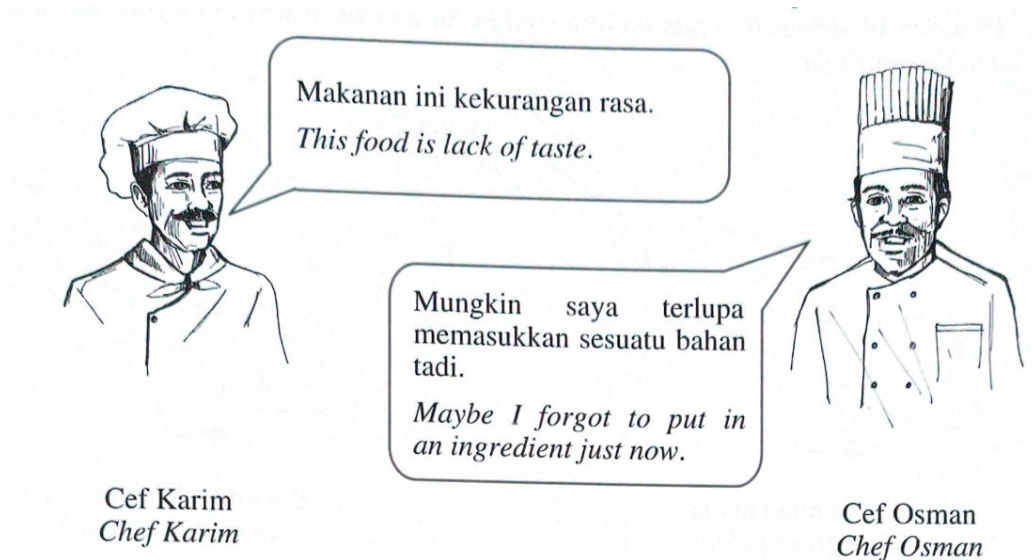 Makanan ini kekurangan rasa.
This food is lack of taste.
Mungkin saya terlupa
memasukkan sesuatu bahan
tadi.
Maybe I forgot to put in
an ingredient just now.
Cef Karim
Chef Karim
Cef Osman
Chef Osman